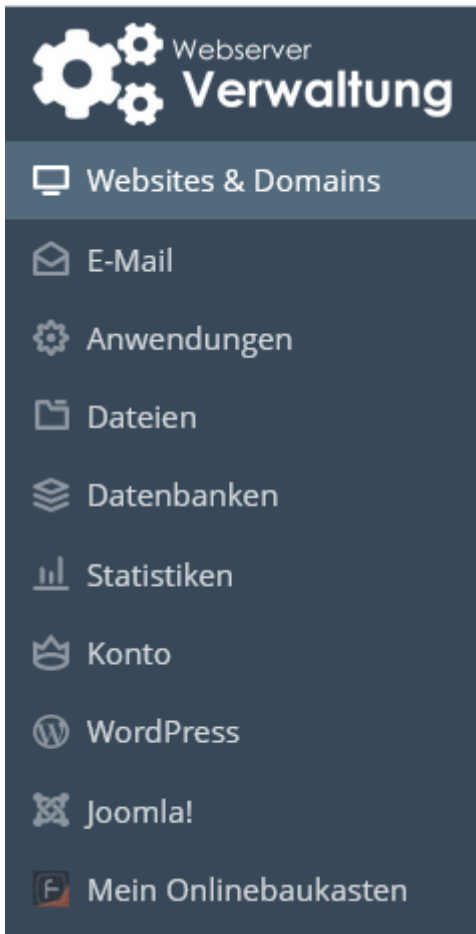 Webserver
Verwaltung
Websites & Domains
E-Mail
Anwendungen
Dateien
Datenbanken
Statistiken
Konto
WordPress
Joomla!
Mein Onlinebaukasten